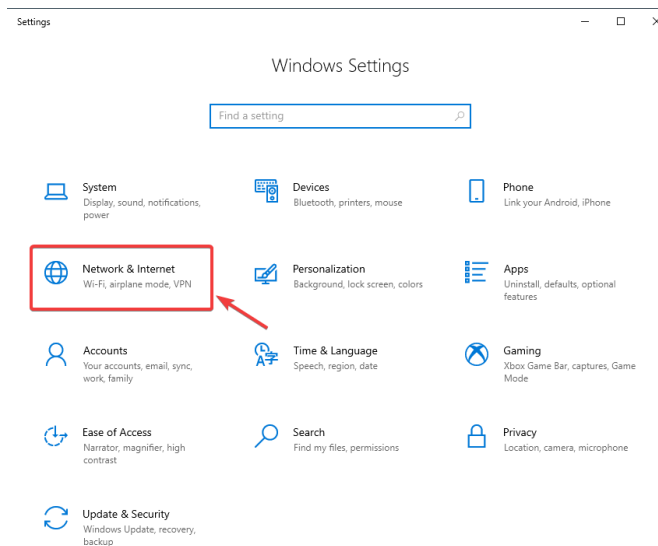 Settings
Windows Settings
Find a setting
System
Display, sound, notifications,
power
Devices
Bluetooth, printers, mouse
Phone
Link your Android, iPhone
Network & Internet
Wi-Fi, airplane mode, VPN
Personalization
Background, lock screen, colors
Apps
Uninstall, defaults, optional
features
Accounts
Your accounts, email, sync,
work, family
Time & Language
Speech, region, date
Gaming
Xbox Game Bar, captures, Game
Mode
Ease of Access
Narrator, magnifier, high
contrast
Search
Find my files, permissions
Privacy
Location, camera, microphone
Update & Security
Windows Update, recovery,
backup